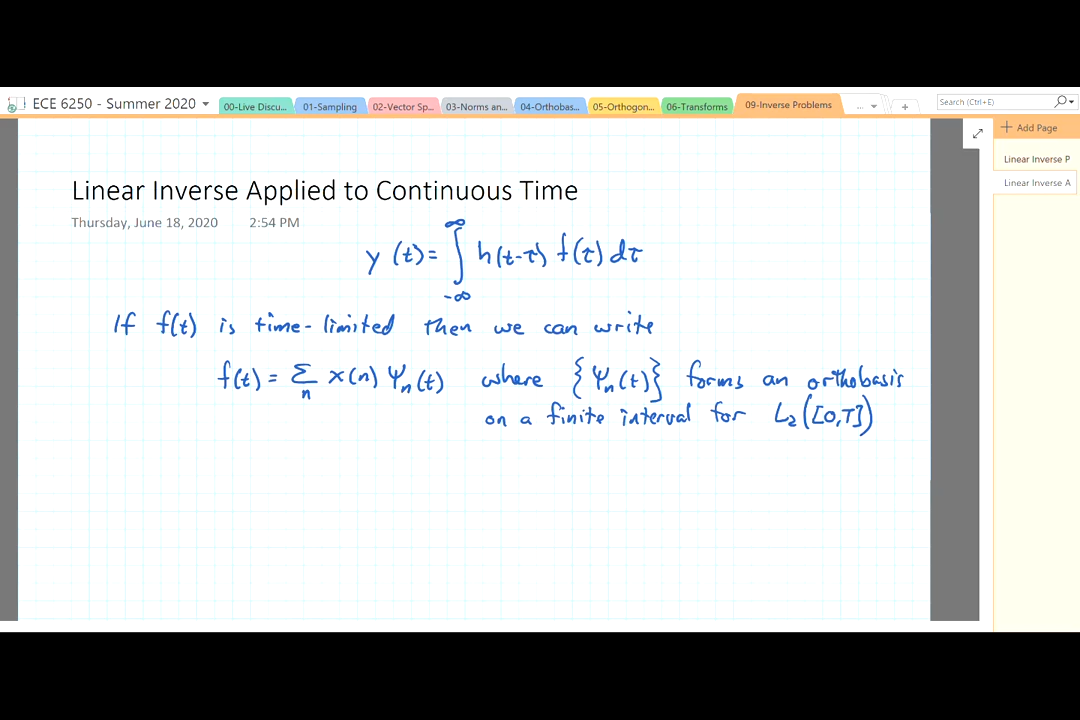 ECE 6250 - Summer 2020
00-Live Discu...
01-Sampling
02-Vector Sp...
03-Norms an...
04-Orthobas...
05-Orthogon...
06-Transforms
09-Inverse Problems
...
Search (Ctrl+E)
Add Page
Linear Inverse P
Linear Inverse A
Linear Inverse Applied to Continuous Time
Thursday, June 18, 2020 2:54 PM
y(t) = ∫_{-∞}^{∞} h(t-τ) f(τ) dτ
If f(t) is time-limited then we can write
f(t) = Σ_n x(n) Ψ_n(t) where {Ψ_n(t)} forms an orthobasis
on a finite interval for L₂([0,T])